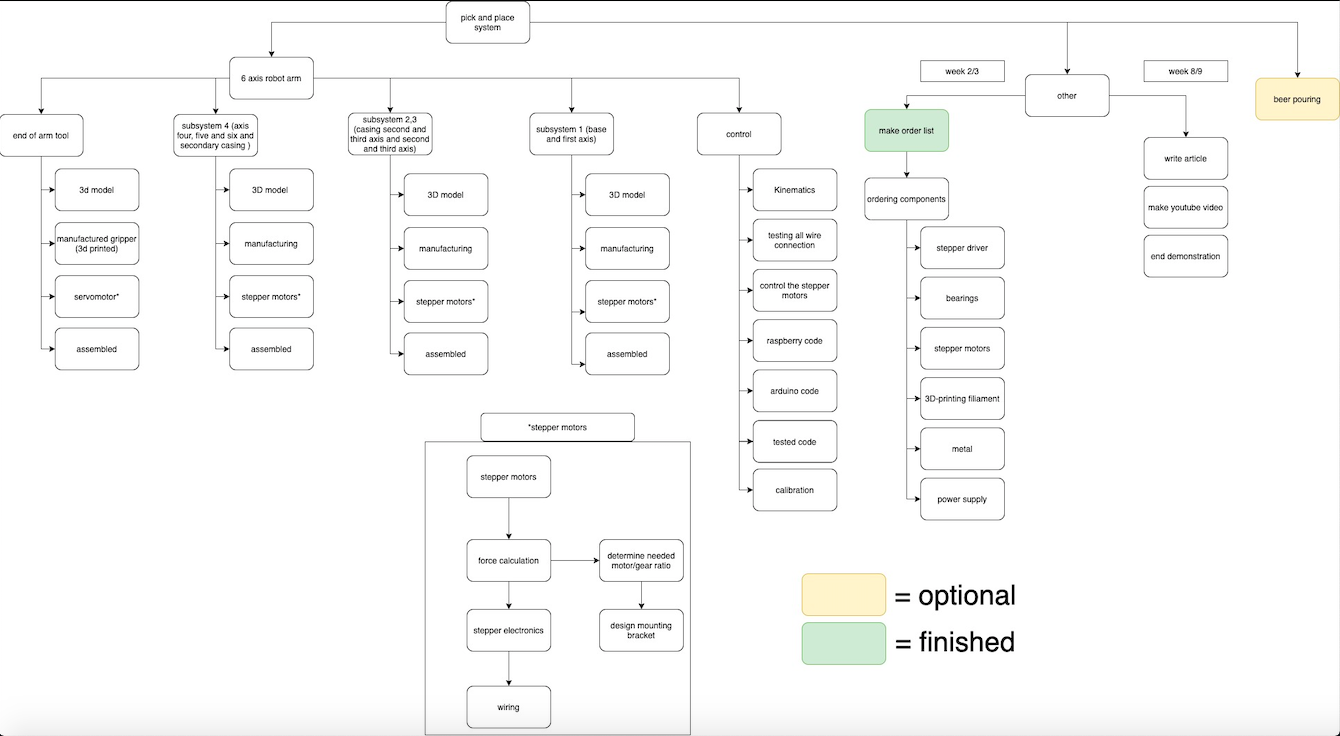 pick and place
system
6 axis robot arm
week 2/3
other
week 8/9
beer pouring
end of arm tool
subsystem 4 (axis
four, five and six and
secondary casing )
subsystem 2,3
(casing second and
third axis and second
and third axis)
subsystem 1 (base
and first axis)
control
make order list
write article
make youtube video
end demonstration
3d model
manufactured gripper
(3d printed)
servomotor*
assembled
3D model
manufacturing
stepper motors*
assembled
3D model
manufacturing
stepper motors*
assembled
3D model
manufacturing
stepper motors*
assembled
Kinematics
testing all wire
connection
control the stepper
motors
raspberry code
arduino code
tested code
calibration
ordering components
stepper driver
bearings
stepper motors
3D-printing filiament
metal
power supply
*stepper motors
stepper motors
force calculation
determine needed
motor/gear ratio
stepper electronics
design mounting
bracket
wiring
= optional
= finished